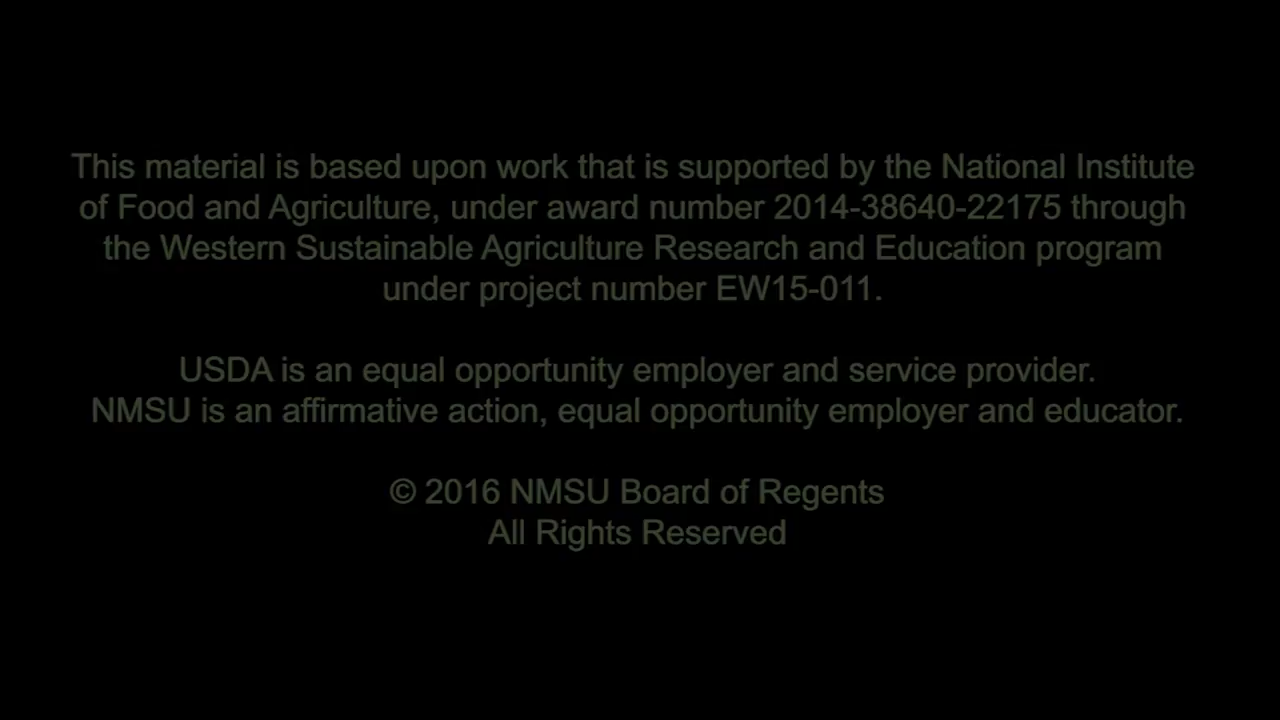 This material is based upon work that is supported by the National Institute
of Food and Agriculture, under award number 2014-38640-22175 through
the Western Sustainable Agriculture Research and Education program
under project number EW15-011.
USDA is an equal opportunity employer and service provider.
NMSU is an affirmative action, equal opportunity employer and educator.
© 2016 NMSU Board of Regents
All Rights Reserved